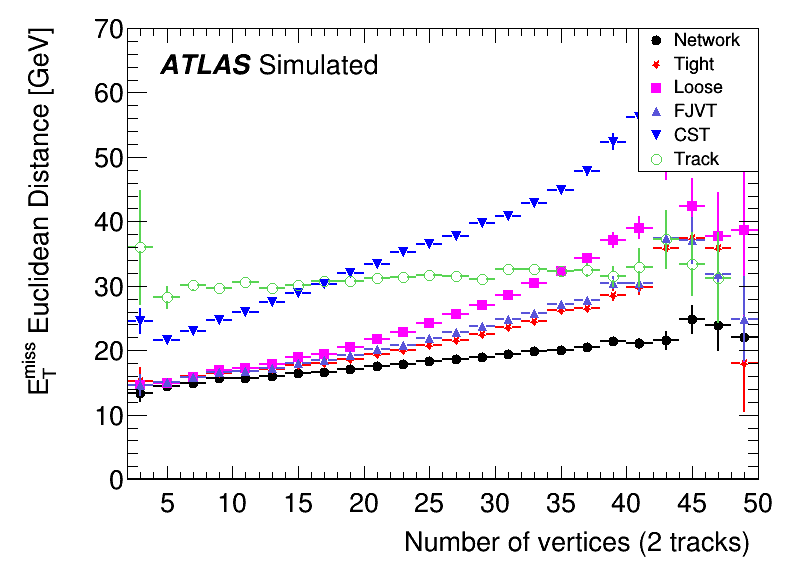 70
60
50
40
30
20
10
0
E_T^miss Euclidean Distance [GeV]
ATLAS Simulated
Network
Tight
Loose
FJVT
CST
Track
5 10 15 20 25 30 35 40 45 50
Number of vertices (2 tracks)